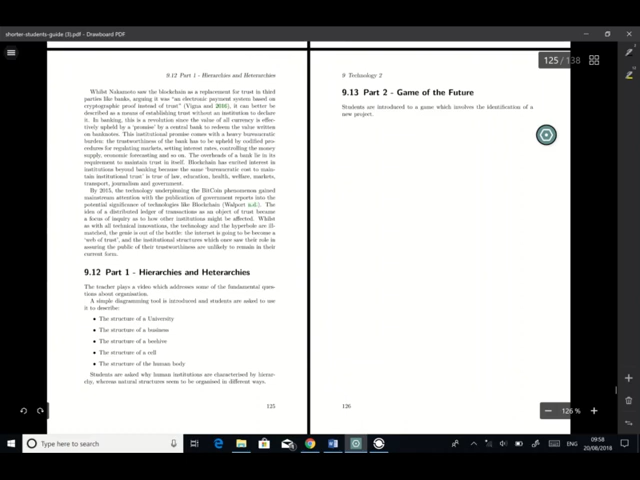 shorter-students-guide (3).pdf - Drawboard PDF
125 / 138
9.12 Part 1 - Hierarchies and Heterarchies
Whilst Nakamoto saw the blockchain as a replacement for trust in third
parties like banks, arguing it was "an electronic payment system based on
cryptographic proof instead of trust" (Vigna and 2016), it can better be
described as a means of establishing trust without an institution to declare
it. In banking, this is a revolution since the value of all currency is effec-
tively upheld by a 'promise' by a central bank to redeem the value written
on banknotes. This institutional promise comes with a heavy bureaucratic
burden: the trustworthiness of the bank has to be upheld by codified pro-
cedures for regulating markets, setting interest rates, controlling the money
supply, economic forecasting and so on. The overheads of a bank lie in its
requirement to maintain trust in itself. Blockchain has excited interest in
institutions beyond banking because the same 'bureaucratic cost to main-
tain institutional trust' is true of law, education, health, welfare, markets,
transport, journalism and government.
By 2015, the technology underpinning the BitCoin phenomenon gained
mainstream attention with the publication of government reports into the
potential significance of technologies like Blockchain (Walport n.d.). The
idea of a distributed ledger of transactions as an object of trust became
a focus of inquiry as to how other institutions might be affected. Whilst
as with all technical innovations, the technology and the hyperbole are ill-
matched, the genie is out of the bottle: the internet is going to be become a
'web of trust', and the institutional structures which once saw their role in
assuring the public of their trustworthiness are unlikely to remain in their
current form.
9.12 Part 1 - Hierarchies and Heterarchies
The teacher plays a video which addresses some of the fundamental ques-
tions about organisation.
A simple diagramming tool is introduced and students are asked to use
it to describe:
• The structure of a University
• The structure of a business
• The structure of a beehive
• The structure of a cell
• The structure of the human body
Students are asked why human institutions are characterised by hierar-
chy, whereas natural structures seem to be organised in different ways.
125
9 Technology 2
9.13 Part 2 - Game of the Future
Students are introduced to a game which involves the identification of a
new project.
126
126 %
Type here to search
ENG
09:58
20/08/2018